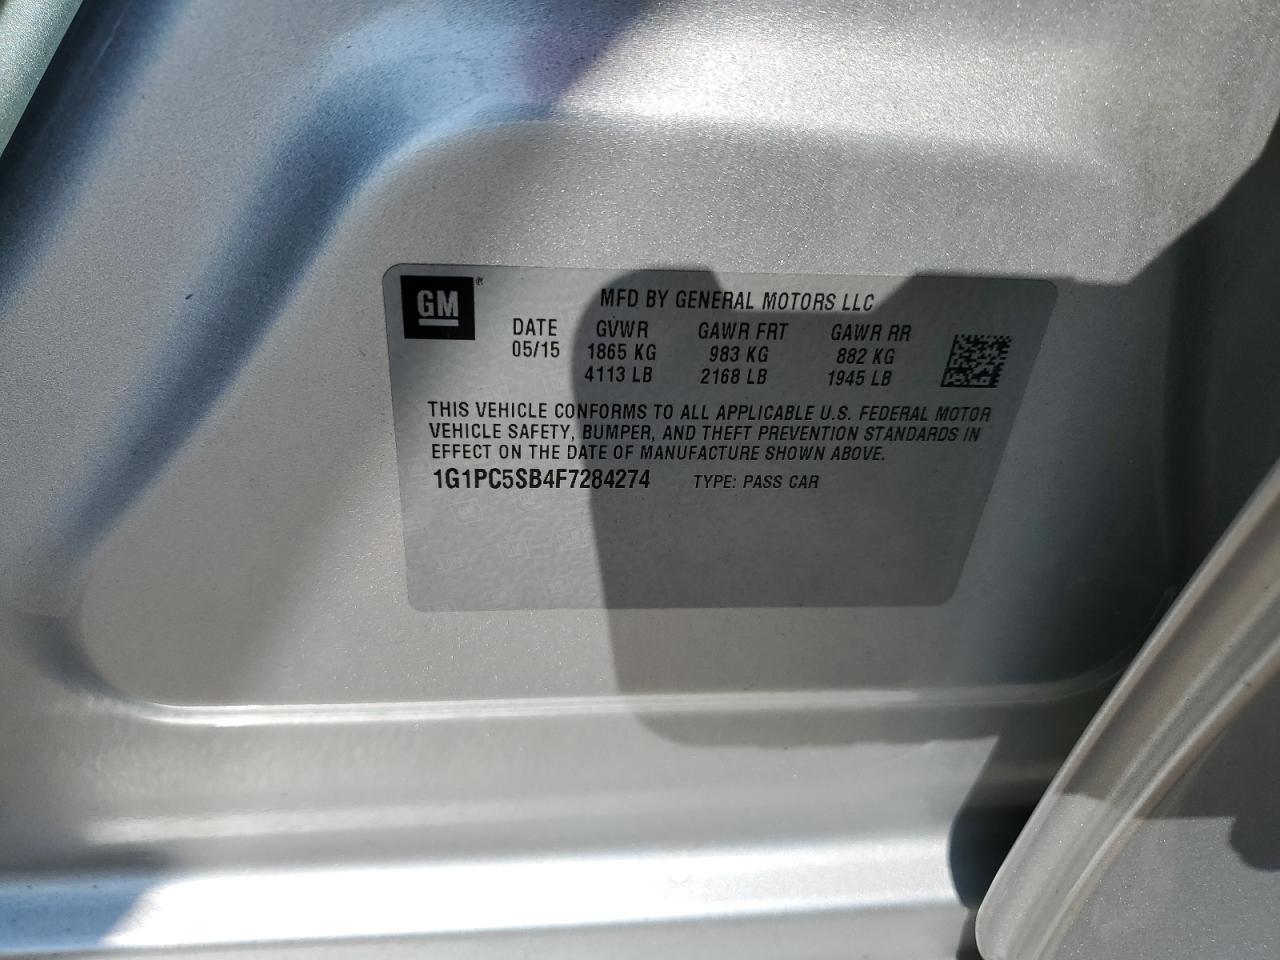 GM ®
MFD BY GENERAL MOTORS LLC
DATE GVWR GAWR FRT GAWR RR
05/15 1865 KG 983 KG 882 KG
4113 LB 2168 LB 1945 LB
THIS VEHICLE CONFORMS TO ALL APPLICABLE U.S. FEDERAL MOTOR
VEHICLE SAFETY, BUMPER, AND THEFT PREVENTION STANDARDS IN
EFFECT ON THE DATE OF MANUFACTURE SHOWN ABOVE.
1G1PC5SB4F7284274 TYPE: PASS CAR